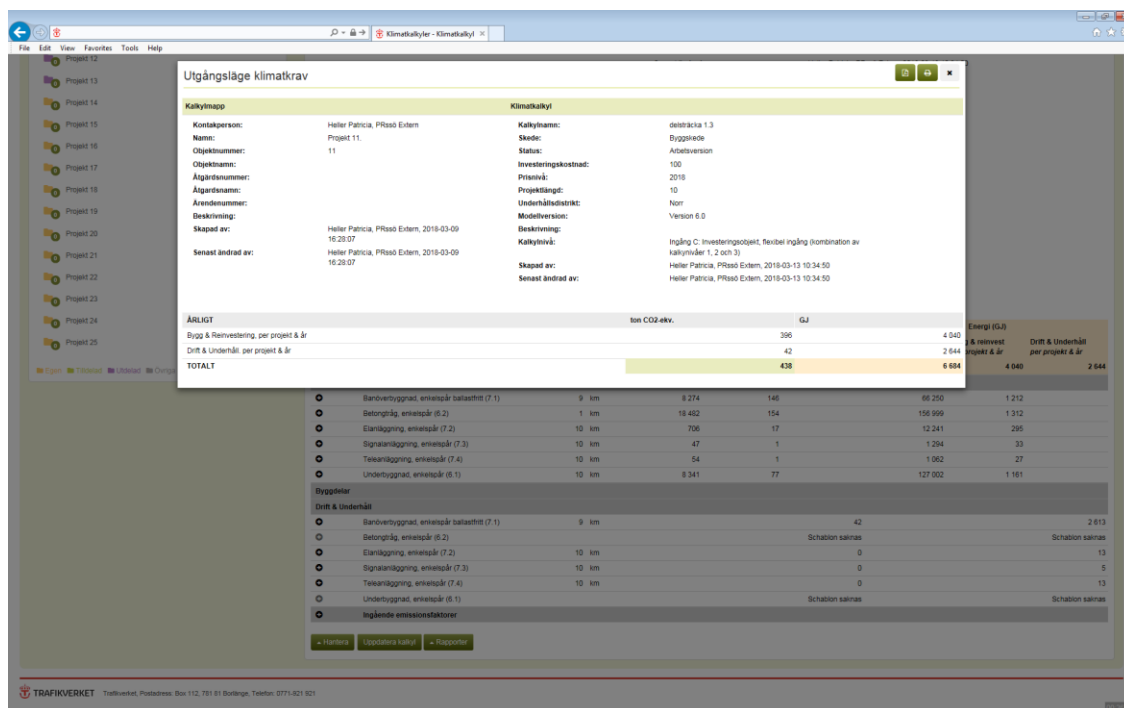 Klimatkalkyler - Klimatkalkyl ×
File Edit View Favorites Tools Help
Projekt 12
Projekt 13
Projekt 14
Projekt 15
Projekt 16
Projekt 17
Projekt 18
Projekt 19
Projekt 20
Projekt 21
Projekt 22
Projekt 23
Projekt 24
Projekt 25
Utgångsläge klimatkrav
Kalkylmapp Klimatkalkyl
Kontakperson: Heller Patricia, PRssö Extern Kalkylnamn: delsträcka 1.3
Namn: Projekt 11. Skede: Byggskede
Objektnummer: 11 Status: Arbetsversion
Objektnamn: Investeringskostnad: 100
Åtgärdsnummer: Prisnivå: 2018
Åtgardsnamn: Projektlängd: 10
Ärendenummer: Underhållsdistrikt: Norr
Beskrivning: Modellversion: Version 6.0
Skapad av: Heller Patricia, PRssö Extern, 2018-03-09 Beskrivning:
16:28:07 Kalkylnivå: Ingång C: Investeringsobjekt, flexibel ingång (kombination av
Senast ändrad av: Heller Patricia, PRssö Extern, 2018-03-09 kalkynivåer 1, 2 och 3)
16:28:07 Skapad av: Heller Patricia, PRssö Extern, 2018-03-13 10:34:50
Senast ändrad av: Heller Patricia, PRssö Extern, 2018-03-13 10:34:50
ÅRLIGT ton CO2-ekv. GJ
Bygg & Reinvestering, per projekt & år 396 4 040
Drift & Underhåll. per projekt & år 42 2 644
TOTALT 438 6 684
Energi (GJ)
& reinvest Drift & Underhåll
projekt & år per projekt & år
4 040 2 644
Egen Tilldelad Utdelad Övriga
Banöverbyggnad, enkelspår ballastfritt (7.1) 9 km 8 274 146 66 250 1 212
Betongtråg, enkelspår (6.2) 1 km 18 482 154 156 999 1 312
Elanläggning, enkelspår (7.2) 10 km 706 17 12 241 295
Signalanläggning, enkelspår (7.3) 10 km 47 1 1 294 33
Teleanläggning, enkelspår (7.4) 10 km 54 1 1 062 27
Underbyggnad, enkelspår (6.1) 10 km 8 341 77 127 002 1 161
Byggdelar
Drift & Underhåll
Banöverbyggnad, enkelspår ballastfritt (7.1) 9 km 42 2 613
Betongtråg, enkelspår (6.2) Schablon saknas Schablon saknas
Elanläggning, enkelspår (7.2) 10 km 0 13
Signalanläggning, enkelspår (7.3) 10 km 0 5
Teleanläggning, enkelspår (7.4) 10 km 0 13
Underbyggnad, enkelspår (6.1) Schablon saknas Schablon saknas
Ingående emissionsfaktorer
Hantera Uppdatera kalkyl Rapporter
TRAFIKVERKET Trafikverket, Postadress: Box 112, 781 81 Borlänge, Telefon: 0771-921 921